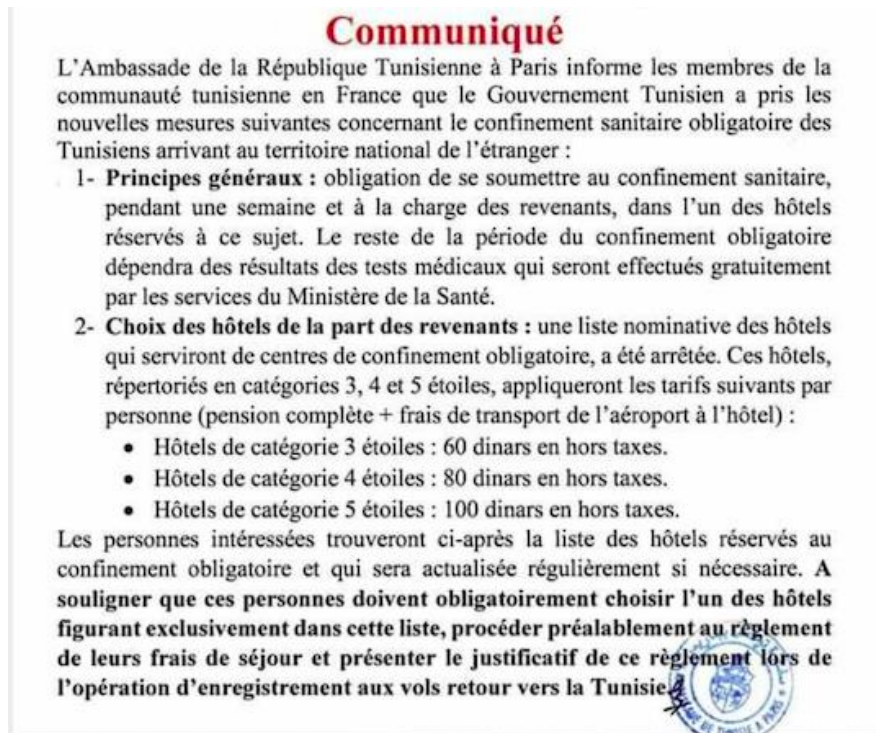 Communiqué
L'Ambassade de la République Tunisienne à Paris informe les membres de la
communauté tunisienne en France que le Gouvernement Tunisien a pris les
nouvelles mesures suivantes concernant le confinement sanitaire obligatoire des
Tunisiens arrivant au territoire national de l'étranger :
1- Principes généraux : obligation de se soumettre au confinement sanitaire,
pendant une semaine et à la charge des revenants, dans l'un des hôtels
réservés à ce sujet. Le reste de la période du confinement obligatoire
dépendra des résultats des tests médicaux qui seront effectués gratuitement
par les services du Ministère de la Santé.
2- Choix des hôtels de la part des revenants : une liste nominative des hôtels
qui serviront de centres de confinement obligatoire, a été arrêtée. Ces hôtels,
répertoriés en catégories 3, 4 et 5 étoiles, appliqueront les tarifs suivants par
personne (pension complète + frais de transport de l'aéroport à l'hôtel) :
• Hôtels de catégorie 3 étoiles : 60 dinars en hors taxes.
• Hôtels de catégorie 4 étoiles : 80 dinars en hors taxes.
• Hôtels de catégorie 5 étoiles : 100 dinars en hors taxes.
Les personnes intéressées trouveront ci-après la liste des hôtels réservés au
confinement obligatoire et qui sera actualisée régulièrement si nécessaire. A
souligner que ces personnes doivent obligatoirement choisir l'un des hôtels
figurant exclusivement dans cette liste, procéder préalablement au règlement
de leurs frais de séjour et présenter le justificatif de ce règlement lors de
l'opération d'enregistrement aux vols retour vers la Tunisie.